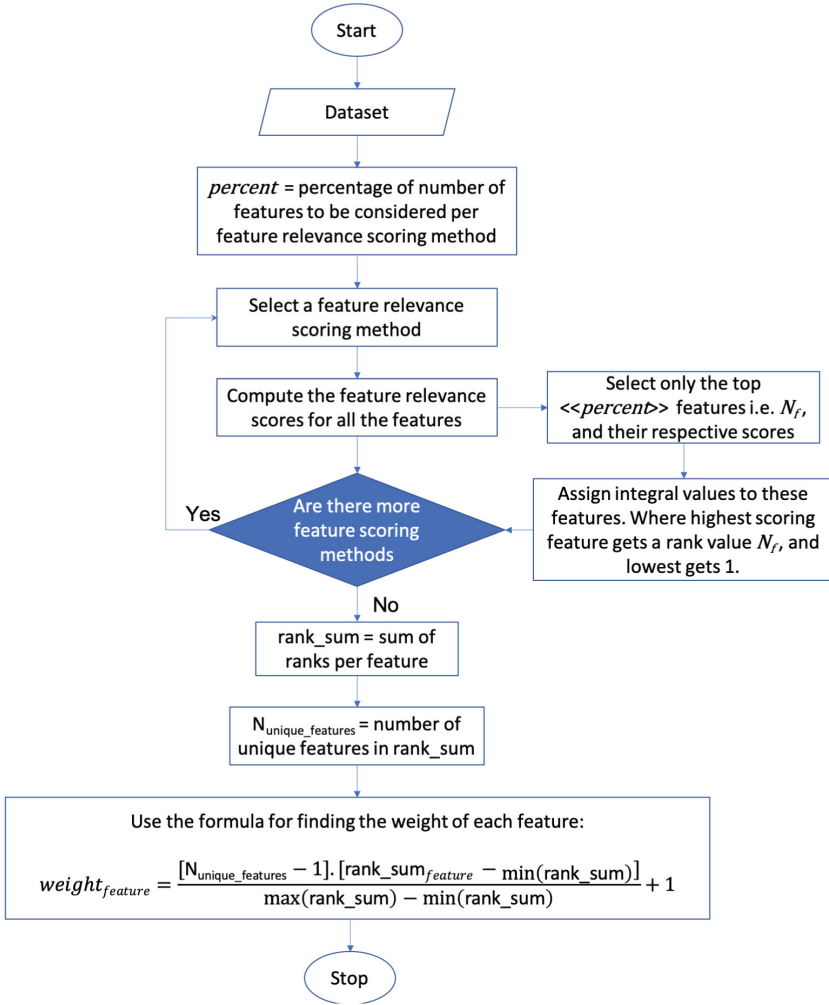 Start
Dataset
percent = percentage of number of
features to be considered per
feature relevance scoring method
Select a feature relevance
scoring method
Compute the feature relevance
scores for all the features
Select only the top
<<percent>> features i.e. N_f,
and their respective scores
Assign integral values to these
features. Where highest scoring
feature gets a rank value N_f, and
lowest gets 1.
Are there more
feature scoring
methods
Yes
No
rank_sum = sum of
ranks per feature
N_unique_features = number of
unique features in rank_sum
Use the formula for finding the weight of each feature:
weight_feature = [N_unique_features − 1]. [rank_sum_feature − min(rank_sum)] / max(rank_sum) − min(rank_sum) + 1
Stop